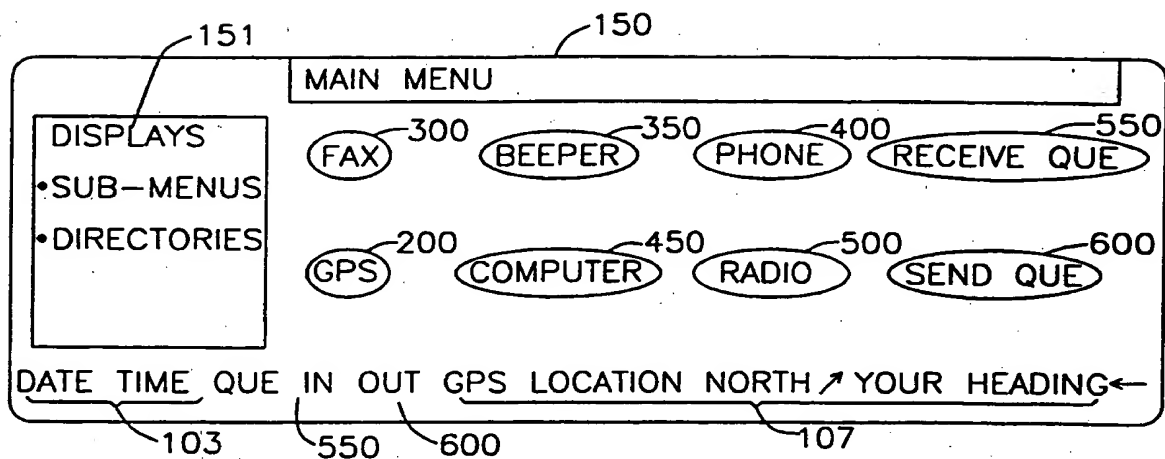 151 150
MAIN MENU
DISPLAYS
•SUB-MENUS
•DIRECTORIES
FAX 300 BEEPER 350 PHONE 400 RECEIVE QUE 550
GPS 200 COMPUTER 450 RADIO 500 SEND QUE 600
DATE TIME QUE IN OUT GPS LOCATION NORTH ↗ YOUR HEADING ←
103 550 600 107